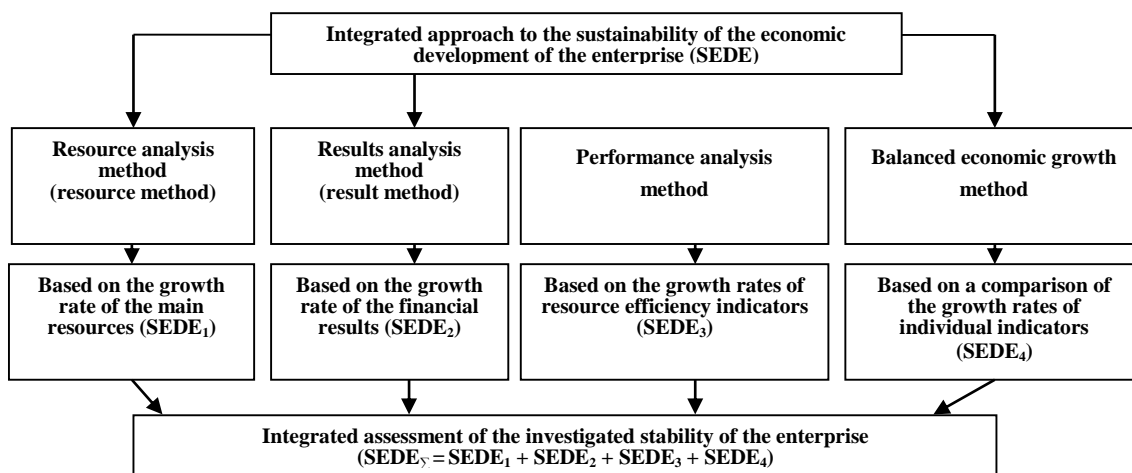 Integrated approach to the sustainability of the economic
development of the enterprise (SEDE)
Resource analysis
method
(resource method)
Results analysis
method
(result method)
Performance analysis
method
Balanced economic growth
method
Based on the growth
rate of the main
resources (SEDE₁)
Based on the growth
rate of the financial
results (SEDE₂)
Based on the growth rates of
resource efficiency indicators
(SEDE₃)
Based on a comparison of
the growth rates of
individual indicators
(SEDE₄)
Integrated assessment of the investigated stability of the enterprise
(SEDE∑ = SEDE₁ + SEDE₂ + SEDE₃ + SEDE₄)